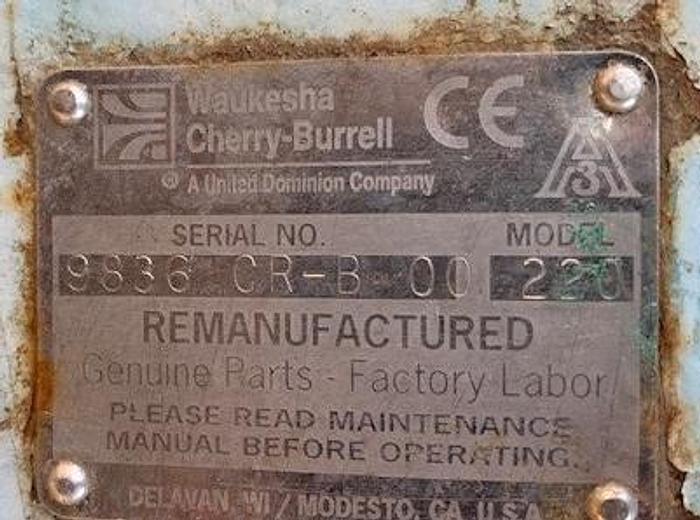 Waukesha
Cherry-Burrell
CE
® A United Dominion Company
A
3
SERIAL NO. MODEL
9836 CR-B 00 220
REMANUFACTURED
Genuine Parts - Factory Labor
PLEASE READ MAINTENANCE
MANUAL BEFORE OPERATING.
DELAVAN, WI / MODESTO, CA, U.S.A.